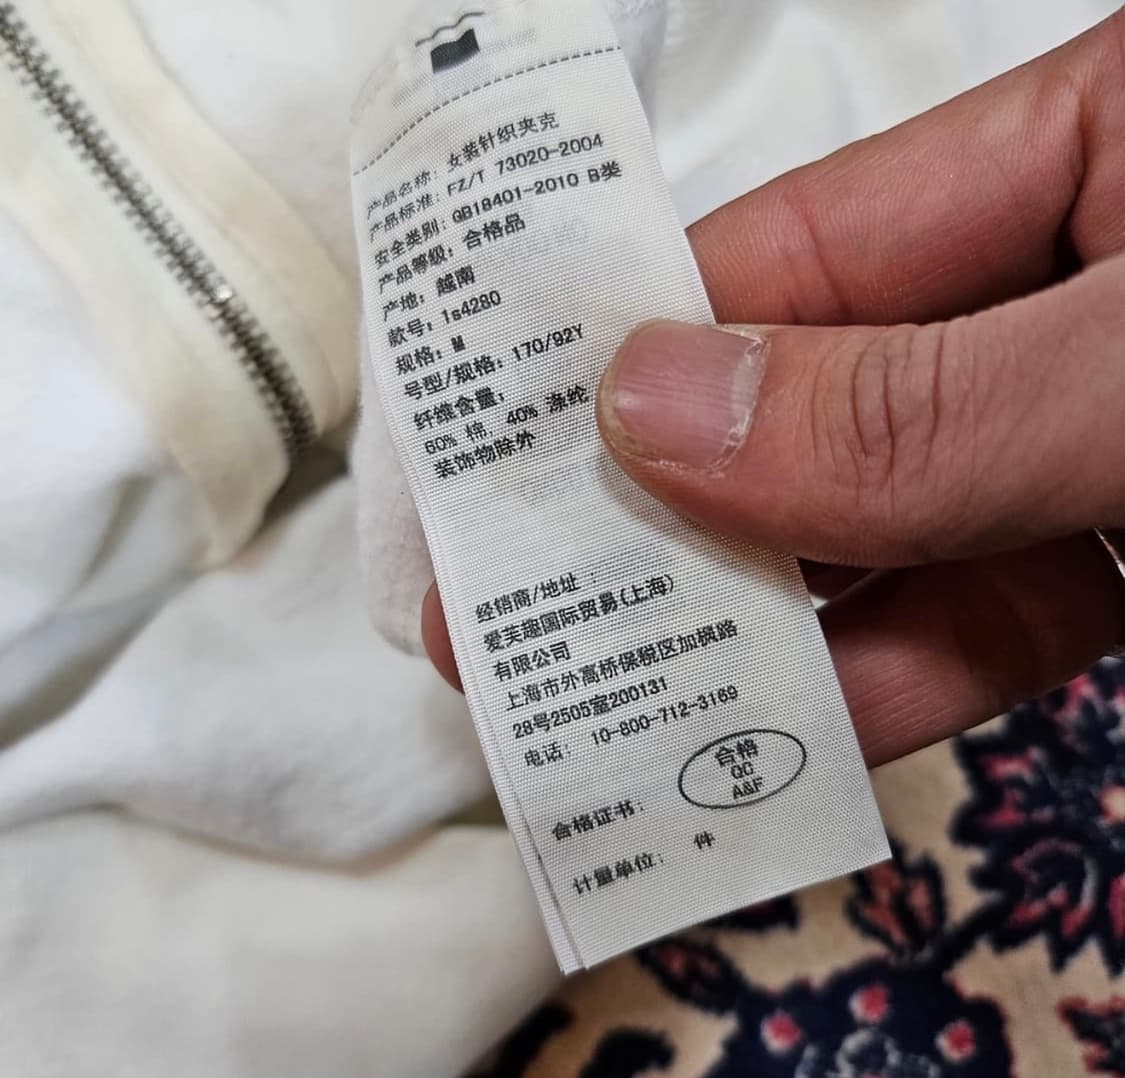 产品名称: 女装针织夹克
产品标准: FZ/T 73020-2004
安全类别: GB18401-2010 B类
产品等级: 合格品
产地: 越南
款号: 1s4280
规格: M
号型/规格: 170/92Y
纤维含量:
60% 棉, 40% 涤纶
装饰物除外
经销商/地址 :
爱芙趣国际贸易(上海)
有限公司
上海市外高桥保税区加枫路
28号2505室200131
电话: 10-800-712-3169
合格
QC
A&F
合格证书:
计量单位: 件